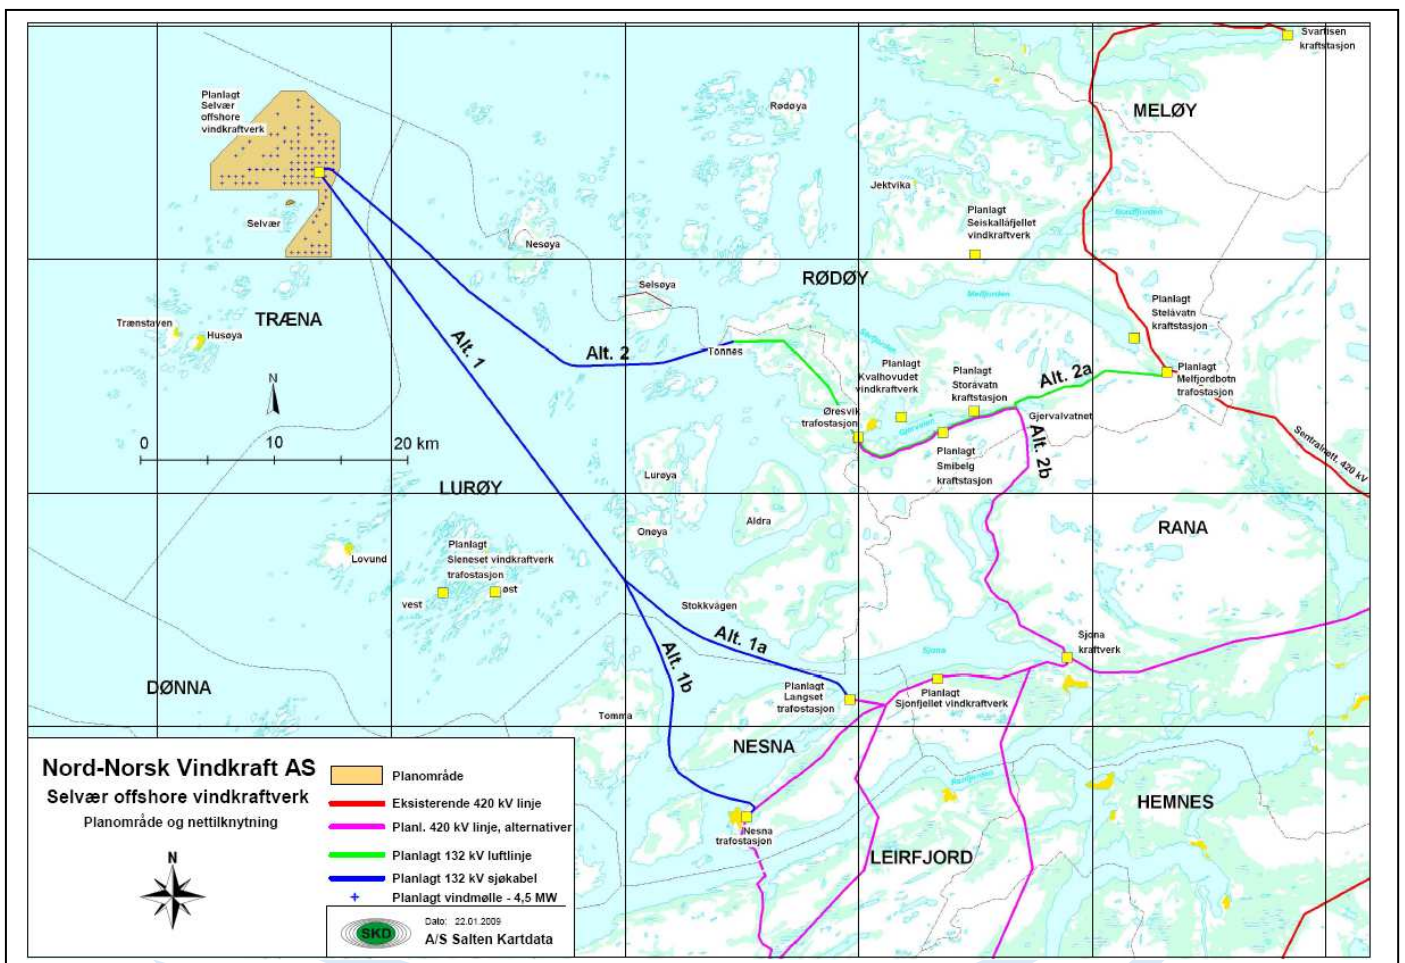 Svartisen
kraftstasjon
MELØY
Planlagt
Selvær
offshore
vindkraftverk
Rødøya
Jektvika
Planlagt
Seiskallåfjellet
vindkraftverk
Selvær
Nesøya
RØDØY
Selsøya
Melfjorden
Planlagt
Stelåvatn
kraftstasjon
TRÆNA
Trænstaven
Husøya
Alt. 1
Alt. 2
Tonnes
Planlagt
Kvalhovudet
vindkraftverk
Planlagt
Storåvatn
kraftstasjon
Alt. 2a
Planlagt
Melfjordbotn
trafostasjon
N
0 10 20 km
Øresvik
trafostasjon
Gjervalen
Gjervalvatnet
Alt. 2b
Planlagt
Smibelg
kraftstasjon
Sentralnett. 420 kV
LURØY
Lurøya
Onøya
Aldra
RANA
Lovund
Planlagt
Sleneset vindkraftverk
trafostasjon
vest
øst
Stokkvågen
Alt. 1a
Alt. 1b
Sjona
Sjona
kraftverk
DØNNA
Tomma
Planlagt
Langset
trafostasjon
Planlagt
Sjonfjellet vindkraftverk
NESNA
Ranfjorden
HEMNES
Nesna
trafostasjon
LEIRFJORD
Nord-Norsk Vindkraft AS
Selvær offshore vindkraftverk
Planområde og nettilknytning
N
Planområde
Eksisterende 420 kV linje
Planl. 420 kV linje, alternativer
Planlagt 132 kV luftlinje
Planlagt 132 kV sjøkabel
Planlagt vindmølle - 4,5 MW
SKD
Dato: 22.01.2009
A/S Salten Kartdata